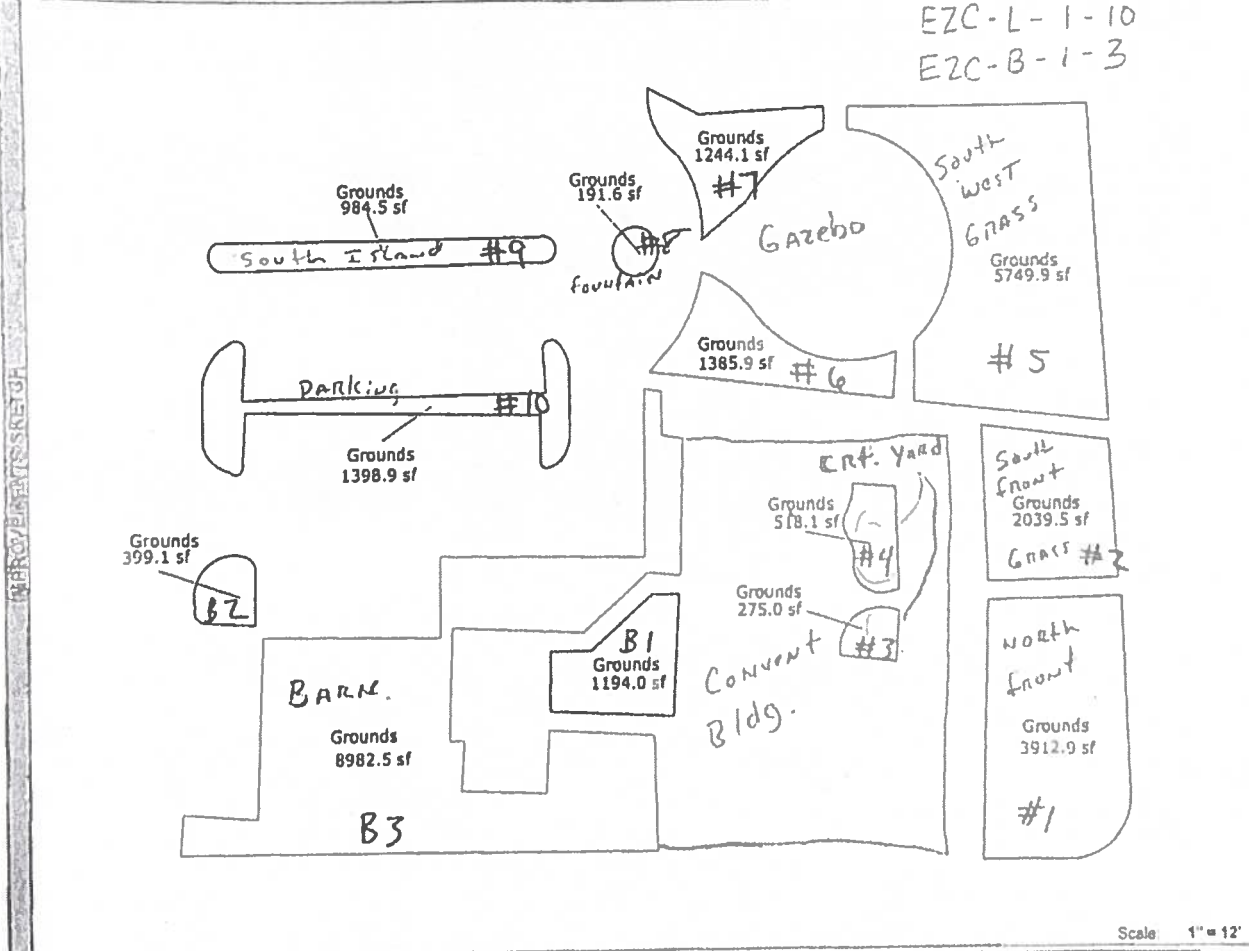 EZC-L-1-10
EZC-B-1-3
Grounds
1244.1 sf
#7
South
west
Grass
Grounds
5749.9 sf
#5
Grounds
984.5 sf
South Island #9
Grounds
191.6 sf
fountain
Gazebo
Grounds
1385.9 sf #6
Parking
#10
Grounds
1398.9 sf
Crt. Yard
Grounds
518.1 sf
#4
South
front
Grounds
2039.5 sf
Grass #2
Grounds
399.1 sf
B2
Grounds
275.0 sf
#3
B1
Grounds
1194.0 sf
Convent
Bldg.
North
front
Grounds
3912.9 sf
#1
Barn.
Grounds
8982.5 sf
B3
Scale: 1" = 12'